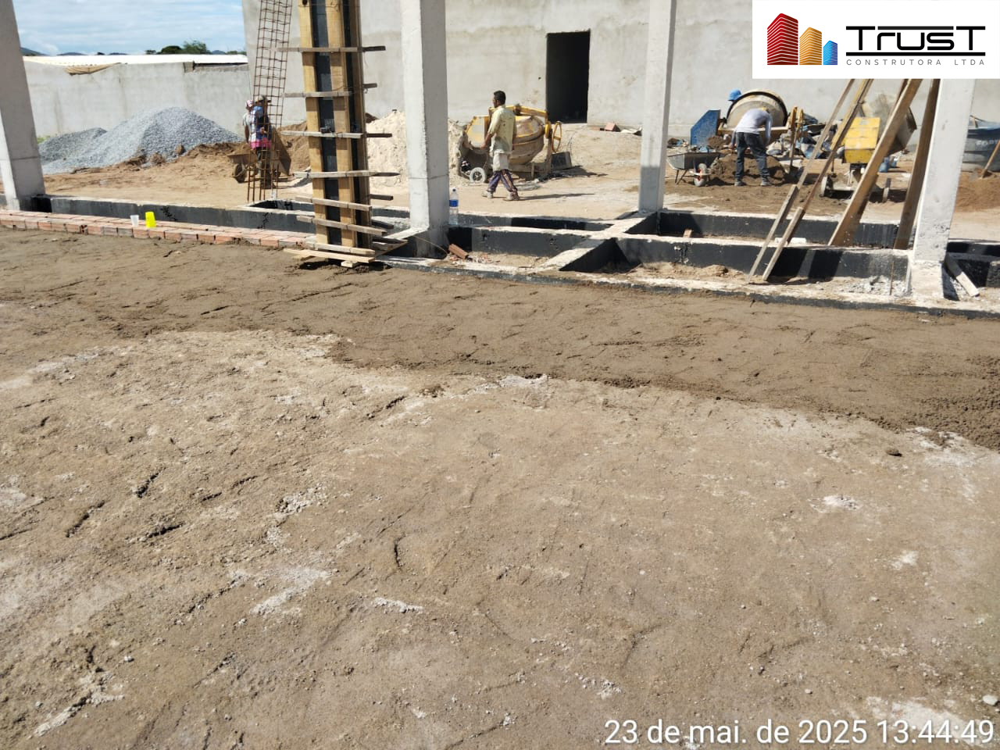 TRUST
CONSTRUTORA LTDA
23 de mai. de 2025 13:44:49